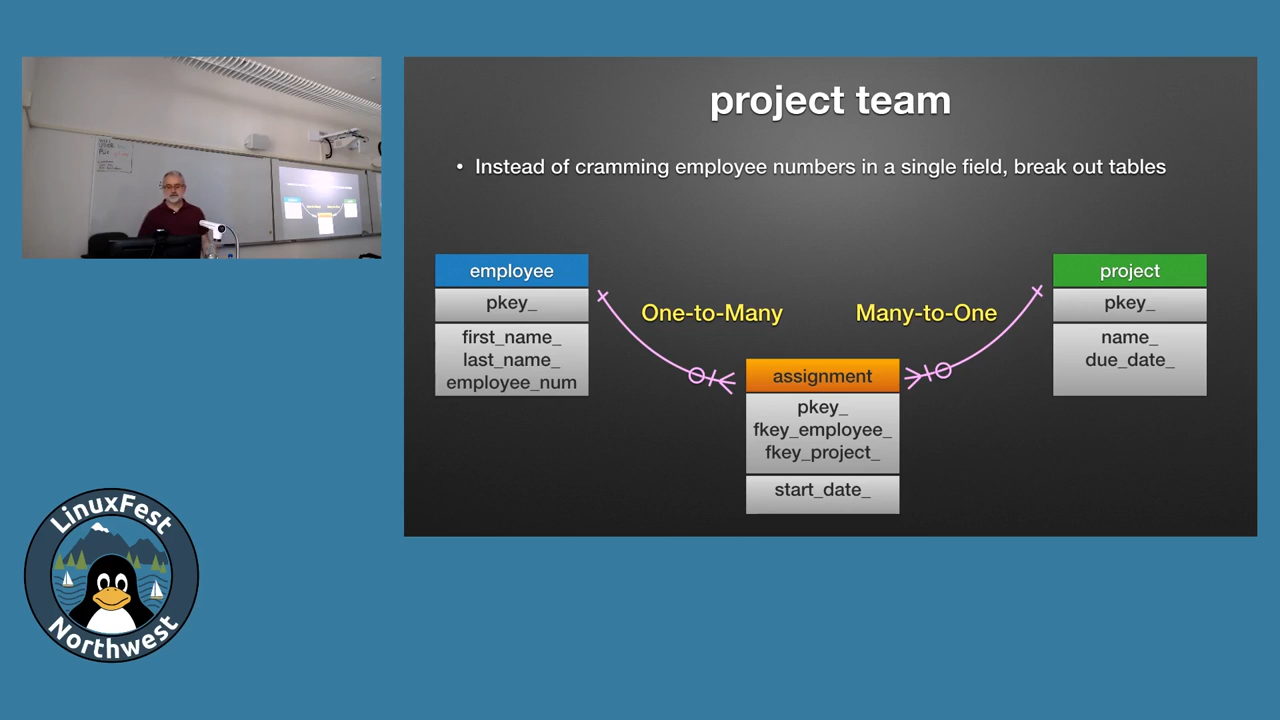 project team
• Instead of cramming employee numbers in a single field, break out tables
employee
pkey_
first_name_
last_name_
employee_num
One-to-Many
Many-to-One
assignment
pkey_
fkey_employee_
fkey_project_
start_date_
project
pkey_
name_
due_date_
LinuxFest
Northwest